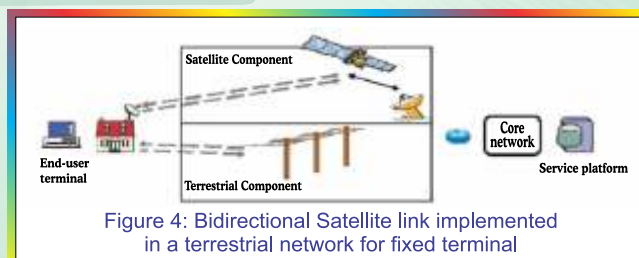 Satellite Component
End-user
terminal
Terrestrial Component
Core
network
Service platform
Figure 4: Bidirectional Satellite link implemented
in a terrestrial network for fixed terminal